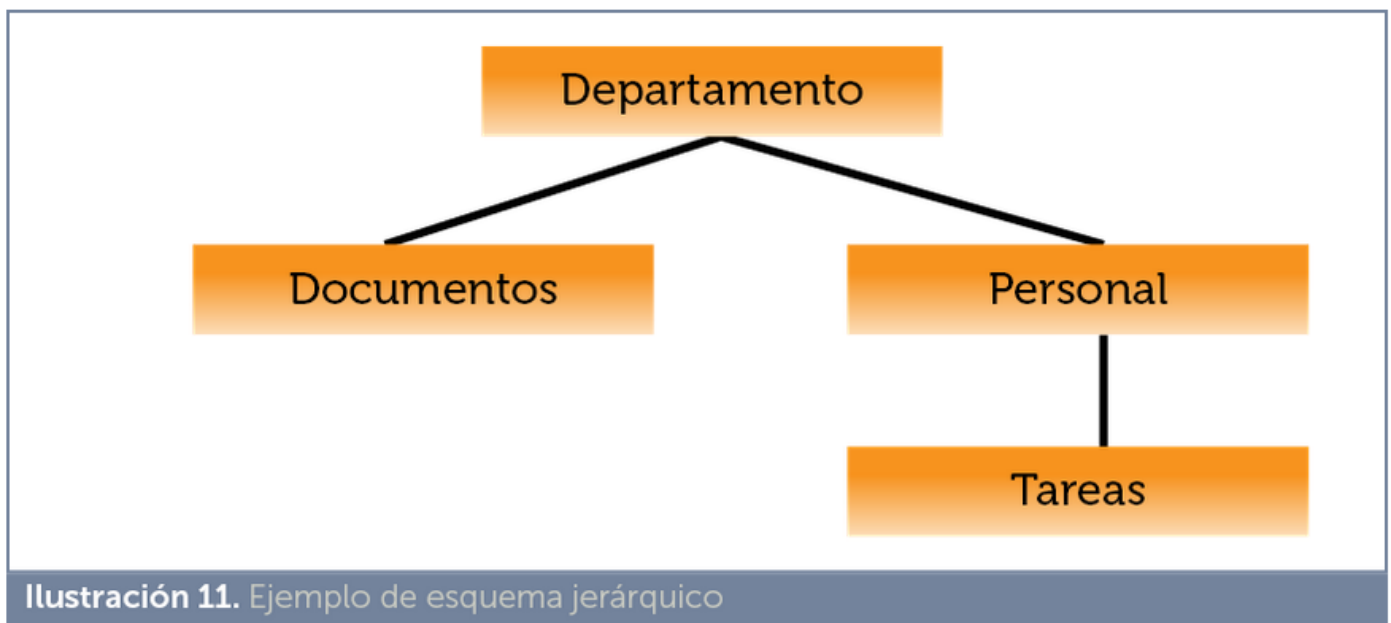 Departamento
Documentos
Personal
Tareas
Ilustración 11. Ejemplo de esquema jerárquico